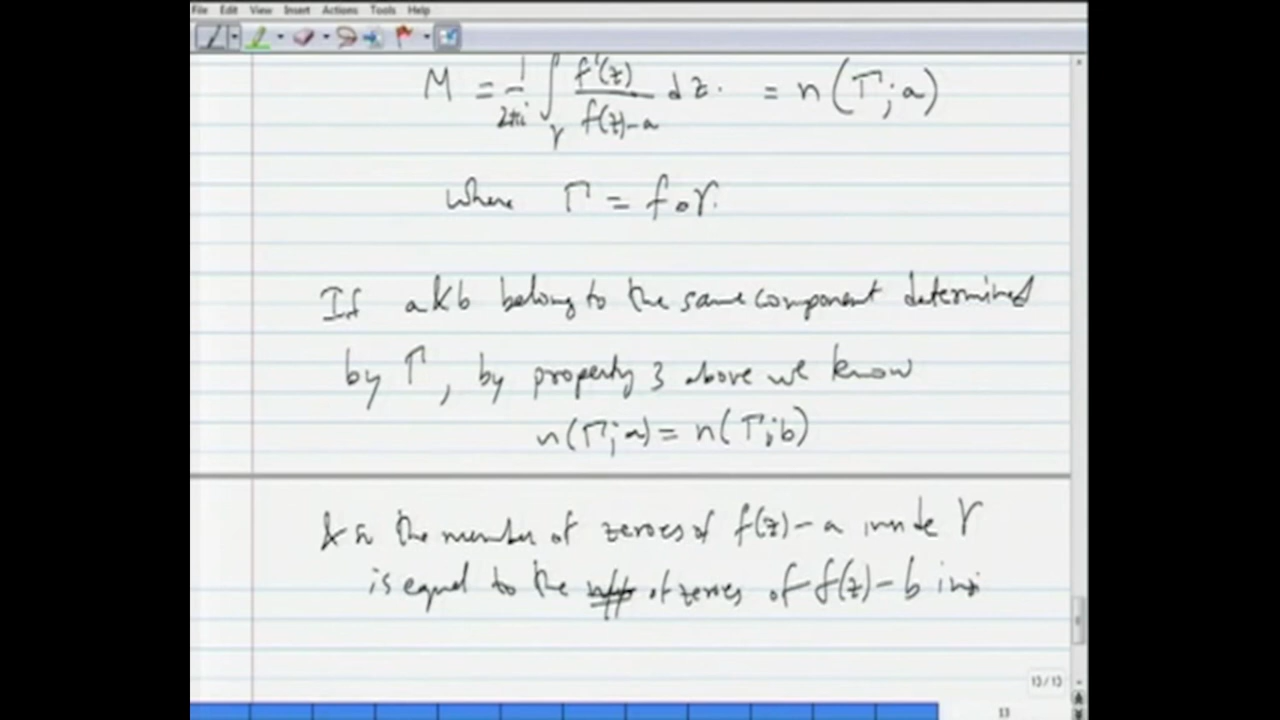 File Edit View Insert Actions Tools Help
M = 1/2πi ∫γ f'(z)/f(z)-a dz. = n(Γ;a)
where Γ = f∘γ.
If a & b belong to the same component determined
by Γ, by property 3 above we know
n(Γ;a) = n(Γ;b)
& so the number of zeroes of f(z)-a inside γ
is equal to the of zeroes of f(z)-b insi
13/13
13